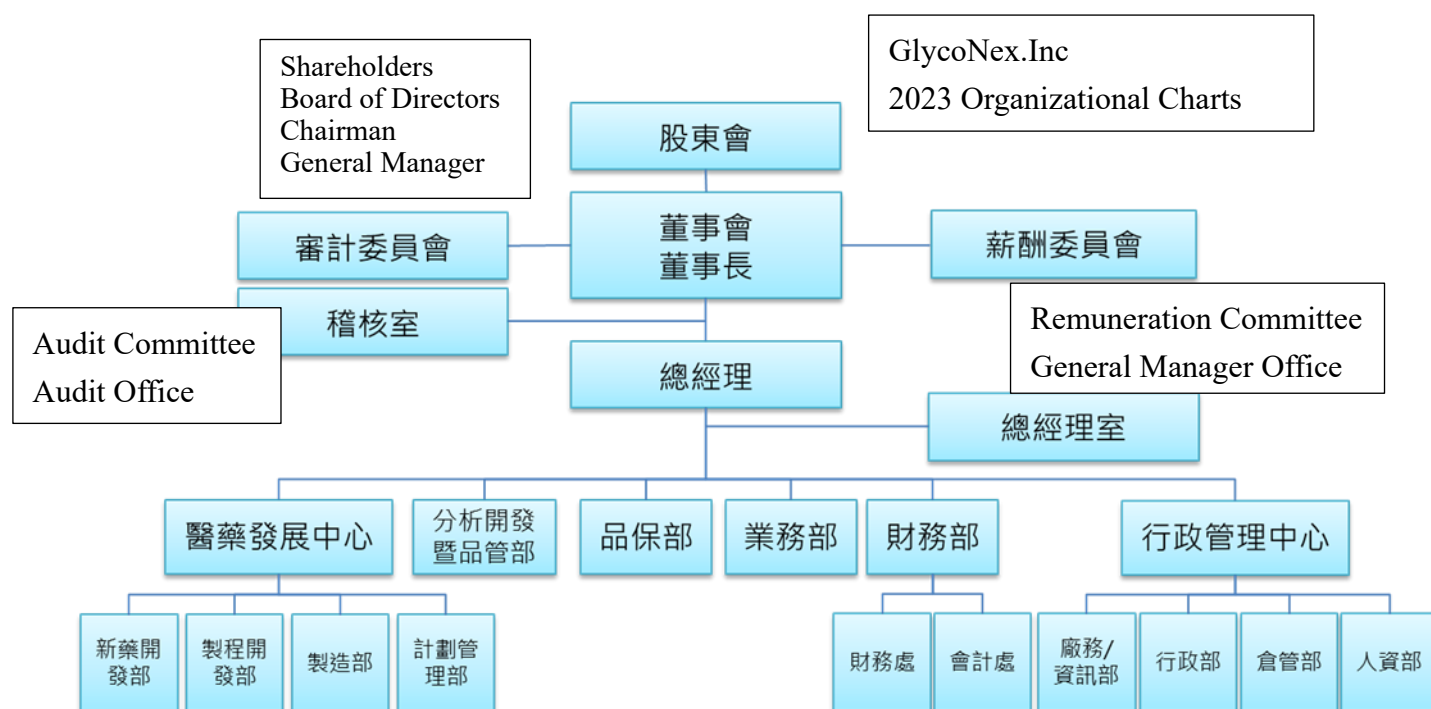 Shareholders
Board of Directors
Chairman
General Manager
GlycoNex.Inc
2023 Organizational Charts
股東會
審計委員會
董事會
董事長
薪酬委員會
稽核室
Audit Committee
Audit Office
Remuneration Committee
General Manager Office
總經理
總經理室
醫藥發展中心
分析開發
暨品管部
品保部
業務部
財務部
行政管理中心
新藥開
發部
製程開
發部
製造部
計劃管
理部
財務處
會計處
廠務/
資訊部
行政部
倉管部
人資部